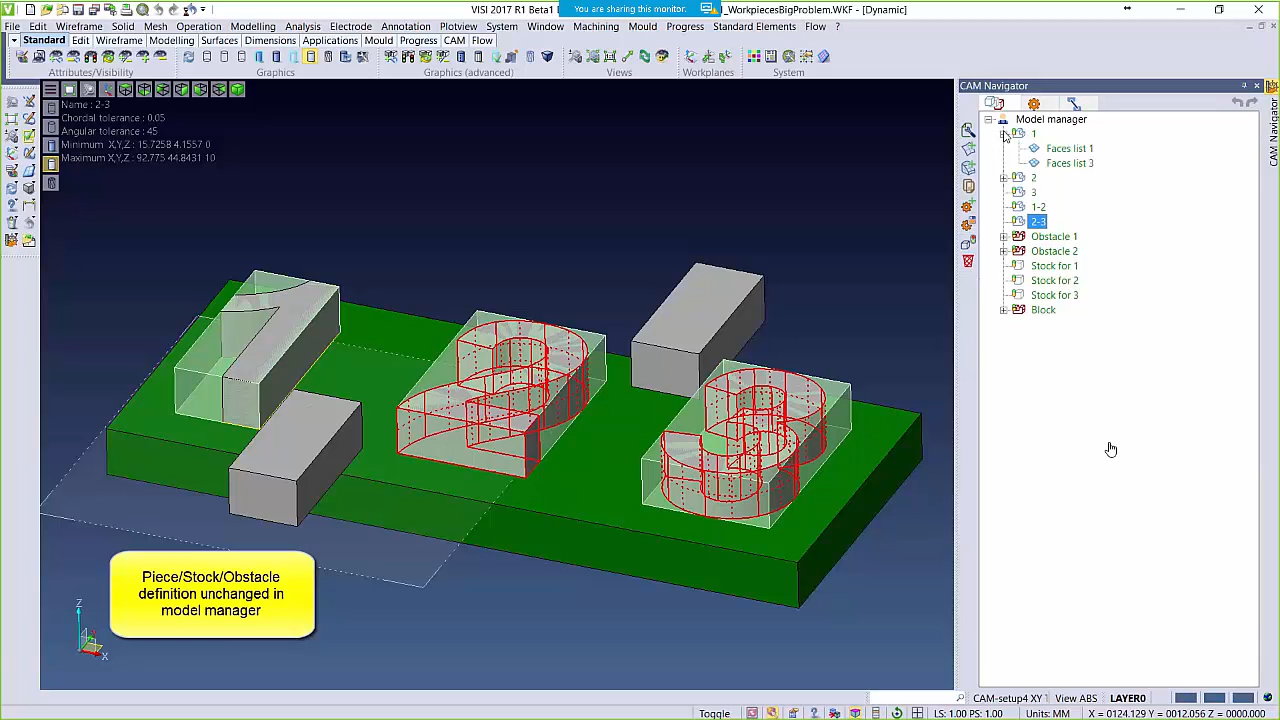 VISI 2017 R1 Beta1
You are sharing this monitor:
_WorkpiecesBigProblem.WKF - [Dynamic]
File Edit Wireframe Solid Mesh Modelling Analysis Electrode Annotation Plotview System Window Machining Mould Progress Standard Elements Flow ?
Standard Edit Wireframe Surfaces Dimensions Applications Mould Progress CAM Flow
Attributes/Visibility Graphics Graphics (advanced) Views Workplanes System
Name : 2-3
Chordal tolerance : 0.05
Angular tolerance : 45
Minimum X,Y,Z : 15.7258 4.1557 0
Maximum X,Y,Z : 92.775 44.8431 10
CAM Navigator
Model manager
1
Faces list 1
Faces list 3
2
3
1-2
2-3
Obstacle 1
Obstacle 2
Stock for 1
Stock for 2
Stock for 3
Block
CAM Navigator
Piece/Stock/Obstacle
definition unchanged in
model manager
Z
X
CAM-setup4 XY View ABS LAYER0
Toggle LS: 1.00 PS: 1.00 Units: MM X = 0124.129 Y = 0012.056 Z = 0000.000